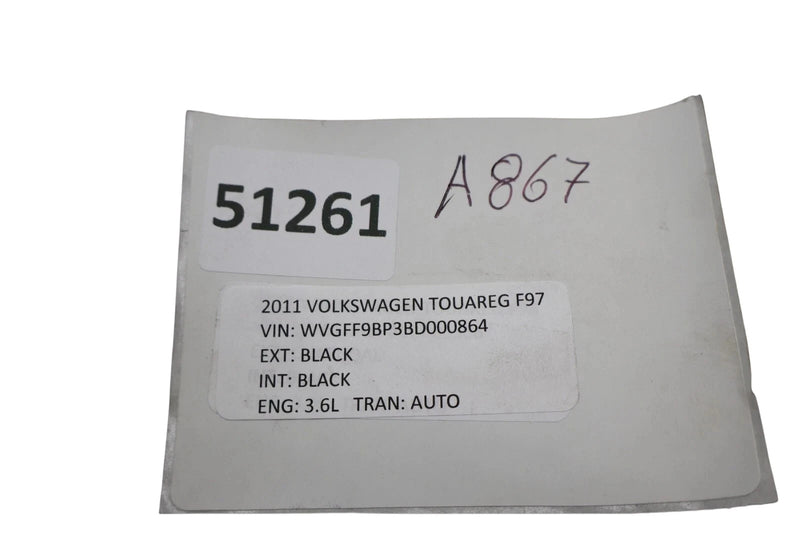 A867
51261
2011 VOLKSWAGEN TOUAREG F97
VIN: WVGFF9BP3BD000864
EXT: BLACK
INT: BLACK
ENG: 3.6L TRAN: AUTO